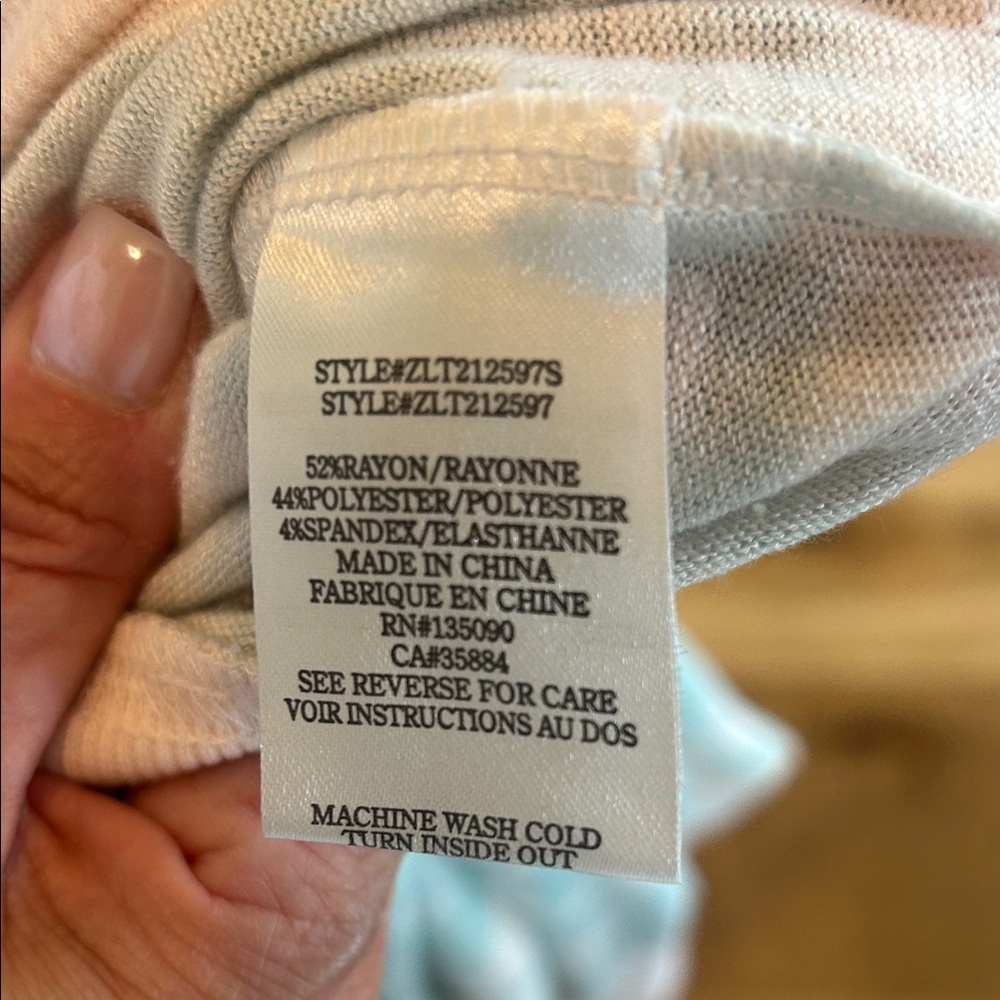 STYLE#ZLT212597S
STYLE#ZLT212597
52%RAYON/RAYONNE
44%POLYESTER/POLYESTER
4%SPANDEX/ELASTHANNE
MADE IN CHINA
FABRIQUE EN CHINE
RN#135090
CA#35884
SEE REVERSE FOR CARE
VOIR INSTRUCTIONS AU DOS
MACHINE WASH COLD
TURN INSIDE OUT